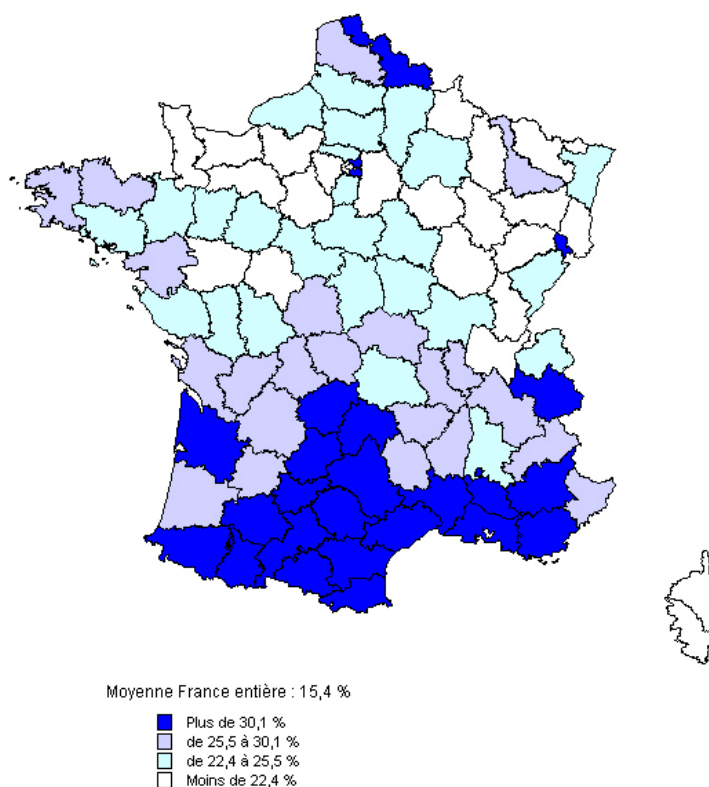 Moyenne France entière : 15,4 %
Plus de 30,1 %
de 25,5 à 30,1 %
de 22,4 à 25,5 %
Moins de 22,4 %